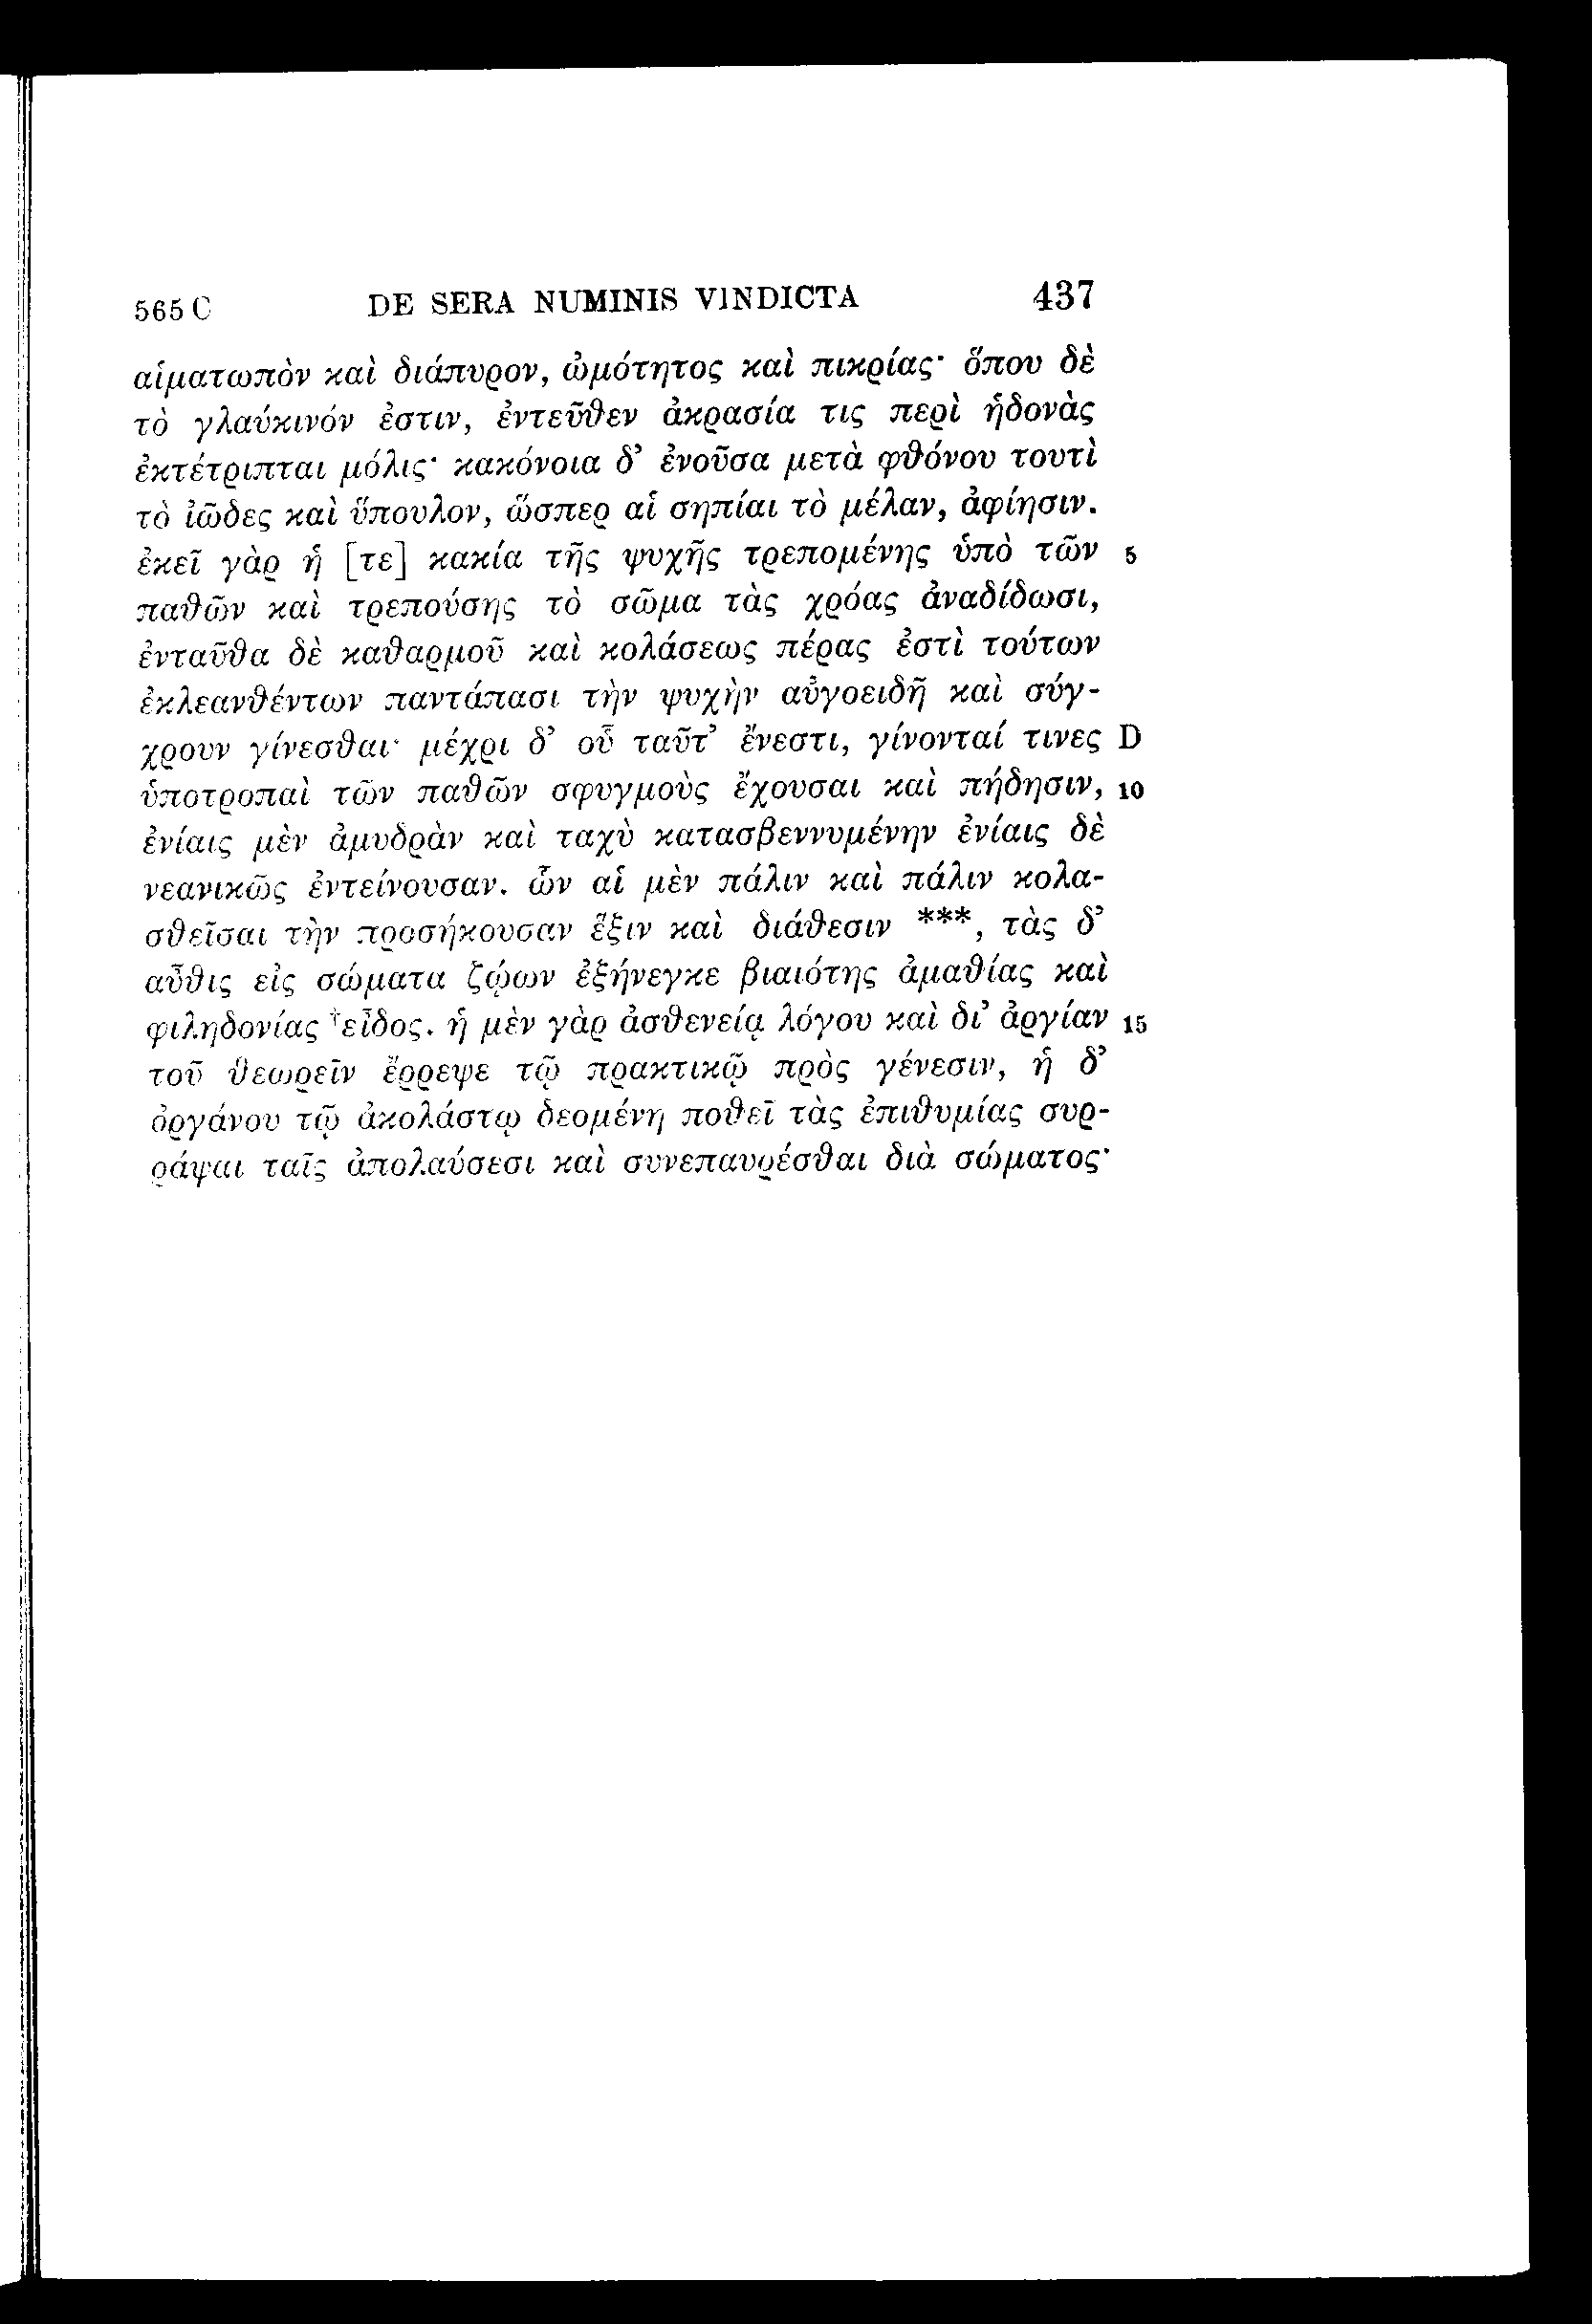 565 C DE SERA NUMINIS VINDICTA 437
αἱματωπὸν καὶ διάπυρον, ὠμότητος καὶ πικρίας· ὅπου δὲ
τὸ γλαύκινόν ἐστιν, ἐντεῦθεν ἀκρασία τις περὶ ἡδονὰς
ἐκτέτριπται μόλις· κακόνοια δ’ ἐνοῦσα μετὰ φθόνου τουτὶ
τὸ ἰῶδες καὶ ὕπουλον, ὥσπερ αἱ σηπίαι τὸ μέλαν, ἀφίησιν.
ἐκεῖ γὰρ ἡ [τε] κακία τῆς ψυχῆς τρεπομένης ὑπὸ τῶν 5
παθῶν καὶ τρεπούσης τὸ σῶμα τὰς χρόας ἀναδίδωσι,
ἐνταῦθα δὲ καθαρμοῦ καὶ κολάσεως πέρας ἐστὶ τούτων
ἐκλεανθέντων παντάπασι τὴν ψυχὴν αὐγοειδῆ καὶ σύγ-
χρουν γίνεσθαι· μέχρι δ’ οὗ ταῦτ’ ἔνεστι, γίνονταί τινες D
ὑποτροπαὶ τῶν παθῶν σφυγμοὺς ἔχουσαι καὶ πήδησιν, 10
ἐνίαις μὲν ἀμυδρὰν καὶ ταχὺ κατασβεννυμένην ἐνίαις δὲ
νεανικῶς ἐντείνουσαν. ὧν αἱ μὲν πάλιν καὶ πάλιν κολα-
σθεῖσαι τὴν προσήκουσαν ἕξιν καὶ διάθεσιν ***, τὰς δ’
αὖθις εἰς σώματα ζῴων ἐξήνεγκε βιαιότης ἀμαθίας καὶ
φιληδονίας †εἶδος. ἡ μὲν γὰρ ἀσθενείᾳ λόγου καὶ δι’ ἀργίαν 15
τοῦ θεωρεῖν ἔρρεψε τῷ πρακτικῷ πρὸς γένεσιν, ἡ δ’
ὀργάνου τῷ ἀκολάστῳ δεομένη ποθεῖ τὰς ἐπιθυμίας συρ-
ράψαι ταῖς ἀπολαύσεσι καὶ συνεπαυρέσθαι διὰ σώματος·